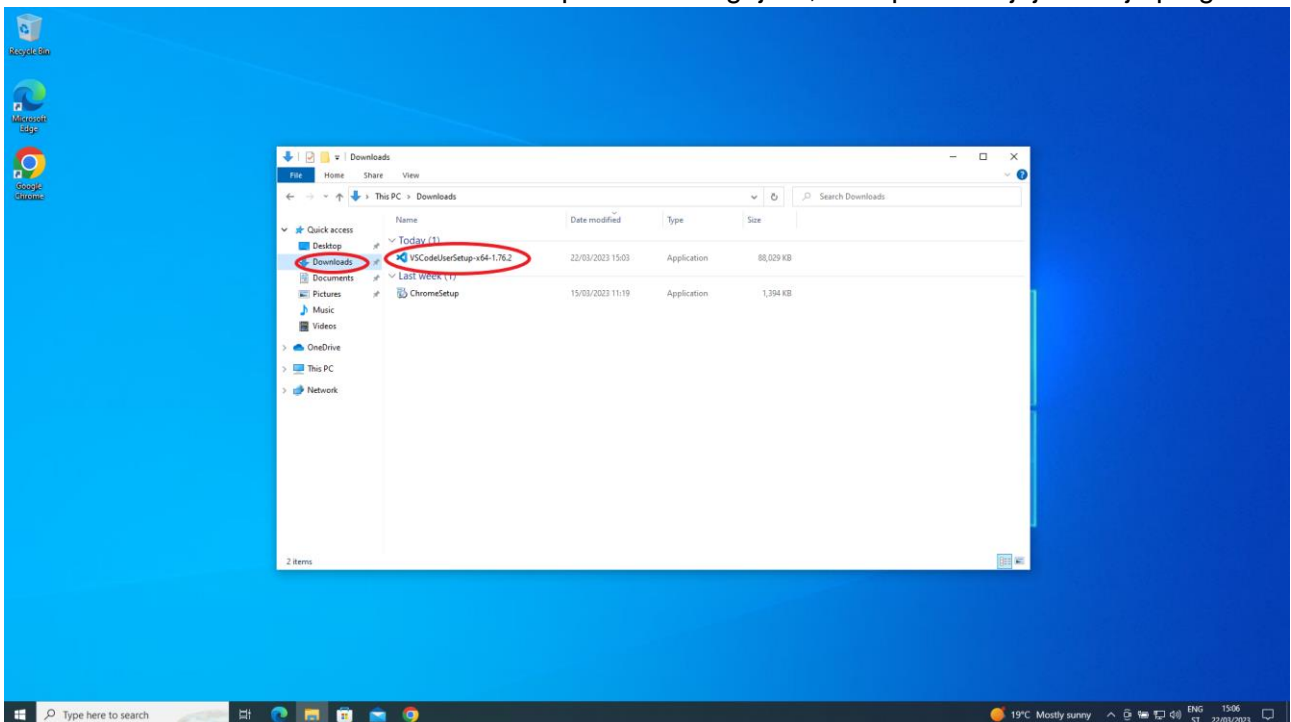 Recycle Bin
Microsoft
Edge
Google
Chrome
Downloads
File Home Share View
This PC > Downloads
Search Downloads
Name Date modified Type Size
Quick access
Desktop
Downloads
Documents
Pictures
Music
Videos
OneDrive
This PC
Network
Today (1)
VSCodeUserSetup-x64-1.76.2 22/03/2023 15:03 Application 88,029 KB
Last week (1)
ChromeSetup 15/03/2023 11:19 Application 1,394 KB
2 items
Type here to search
19°C Mostly sunny
ENG 15:06
ST 22/03/2023